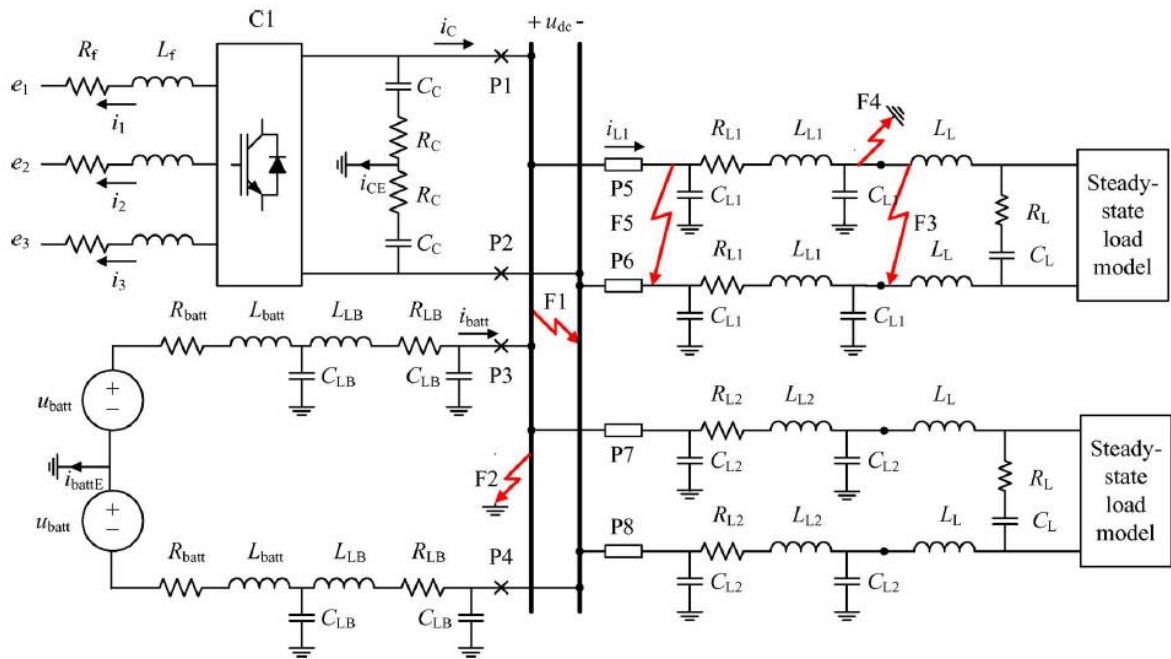 C1
i_C
+ u_dc -
R_f
L_f
e_1
i_1
C_C
P1
R_C
i_CE
R_C
C_C
e_2
i_2
e_3
i_3
P2
F4
i_L1
R_L1
L_L1
L_L
P5
C_L1
C_L1
F5
F3
R_L
C_L
Steady-
state
load
model
P6
R_L1
L_L1
L_L
C_L1
C_L1
F1
R_batt
L_batt
L_LB
R_LB
i_batt
P3
C_LB
C_LB
u_batt
+
−
i_battE
u_batt
+
−
F2
R_batt
L_batt
L_LB
R_LB
P4
C_LB
C_LB
R_L2
L_L2
L_L
P7
C_L2
C_L2
R_L
C_L
Steady-
state
load
model
P8
R_L2
L_L2
L_L
C_L2
C_L2